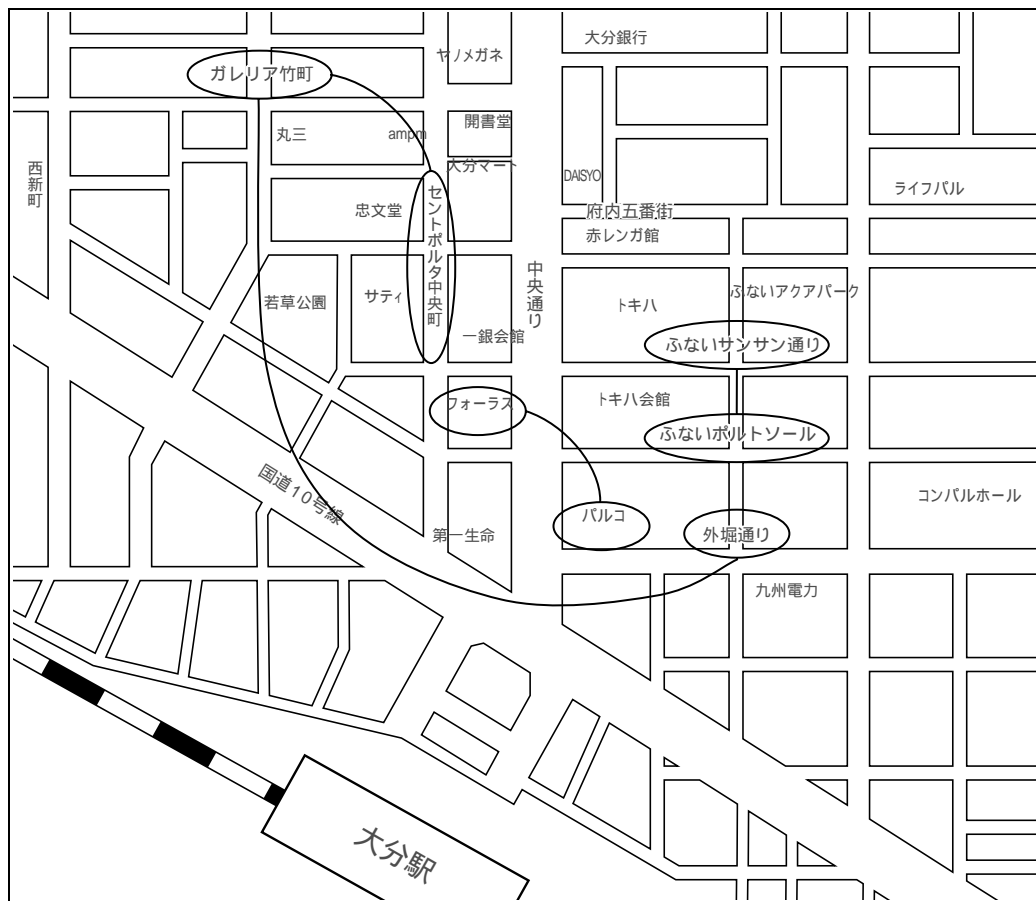 大分銀行
ヤノメガネ
ガレリア竹町
開書堂
丸三
ampm
大分マート
西新町
DAISYO
ライフパル
セントポルタ中央町
忠文堂
府内五番街
赤レンガ館
中央通り
ふないアクアパーク
若草公園
サティ
トキハ
一銀会館
ふないサンサン通り
フォーラス
トキハ会館
ふないポルトソール
国道10号線
コンパルホール
パルコ
第一生命
外堀通り
九州電力
大分駅